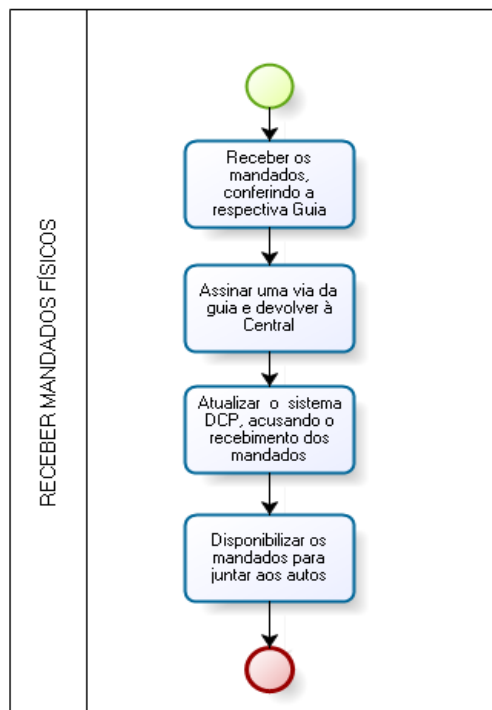 RECEBER MANDADOS FÍSICOS
Receber os
mandados,
conferindo a
respectiva Guia
Assinar uma via da
guia e devolver à
Central
Atualizar o sistema
DCP, acusando o
recebimento dos
mandados
Disponibilizar os
mandados para
juntar aos autos